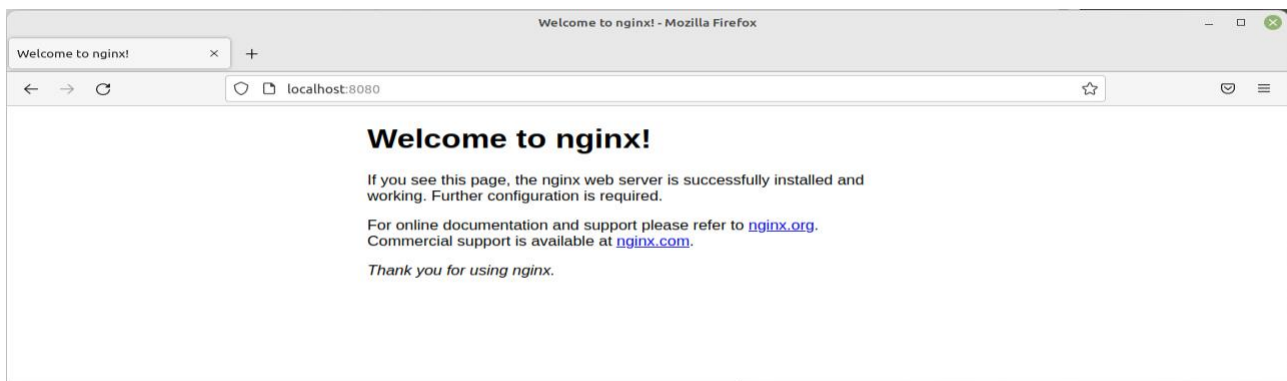 Welcome to nginx! - Mozilla Firefox
Welcome to nginx!
localhost:8080
Welcome to nginx!
If you see this page, the nginx web server is successfully installed and
working. Further configuration is required.
For online documentation and support please refer to nginx.org.
Commercial support is available at nginx.com.
Thank you for using nginx.